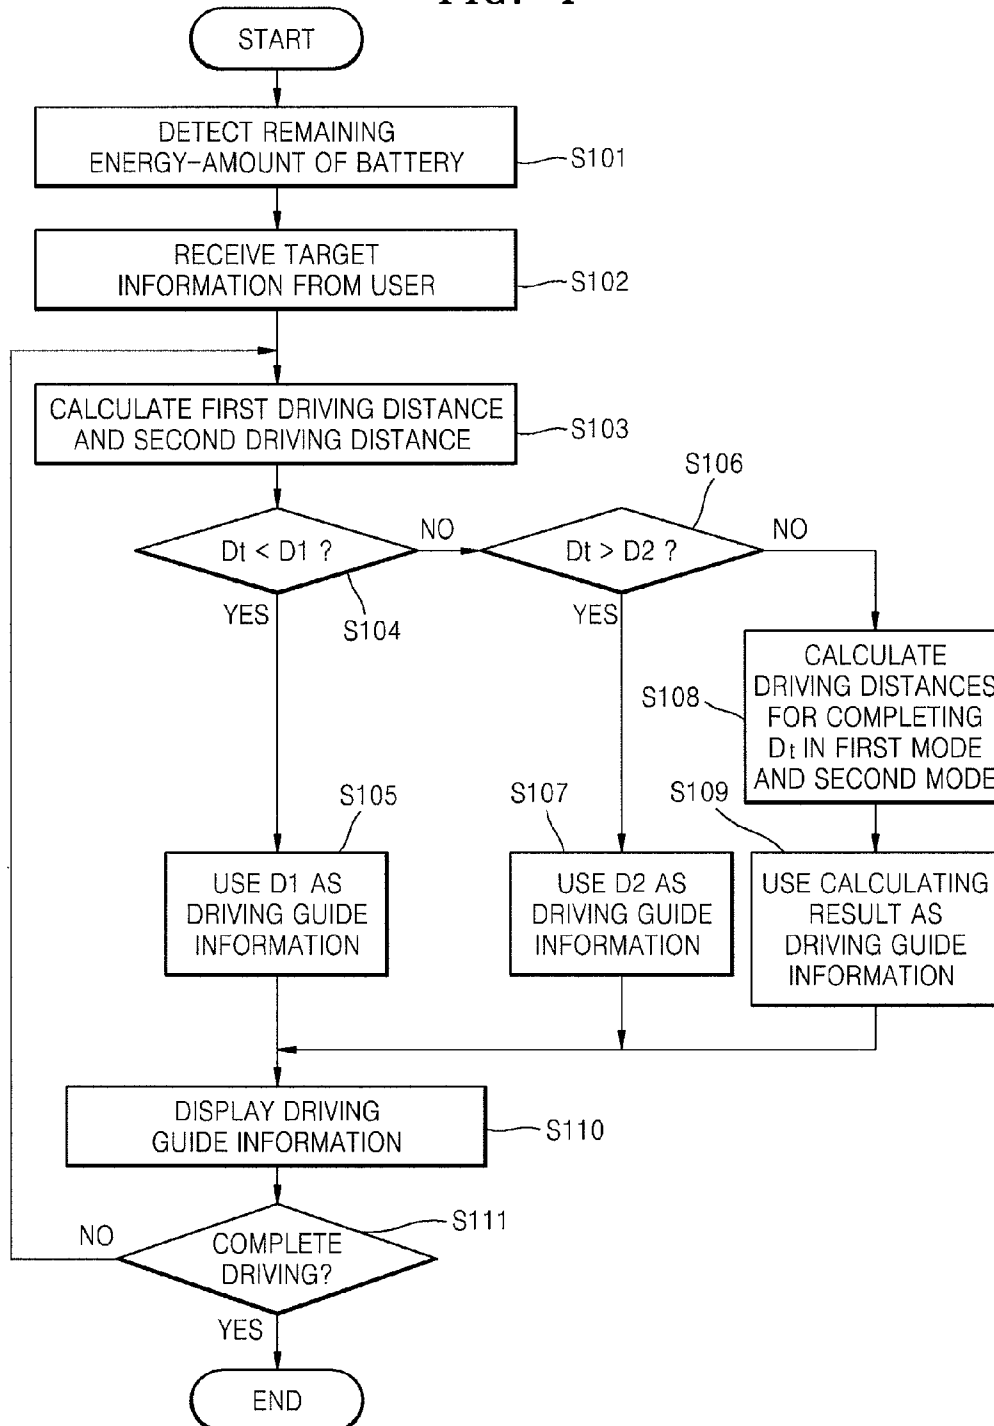 START
DETECT REMAINING
ENERGY-AMOUNT OF BATTERY
S101
RECEIVE TARGET
INFORMATION FROM USER
S102
CALCULATE FIRST DRIVING DISTANCE
AND SECOND DRIVING DISTANCE
S103
S106
Dt < D1 ?
NO
Dt > D2 ?
NO
YES
S104
YES
CALCULATE
DRIVING DISTANCES
FOR COMPLETING
Dt IN FIRST MODE
AND SECOND MODE
S108
S105
S107
S109
USE D1 AS
DRIVING GUIDE
INFORMATION
USE D2 AS
DRIVING GUIDE
INFORMATION
USE CALCULATING
RESULT AS
DRIVING GUIDE
INFORMATION
DISPLAY DRIVING
GUIDE INFORMATION
S110
S111
NO
COMPLETE
DRIVING?
YES
END